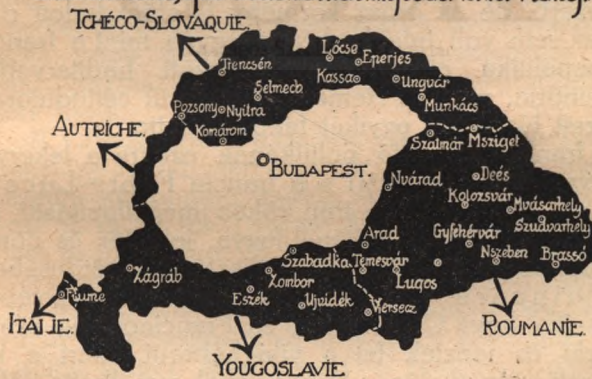 TCHÉCO-SLOVAQUIE.
Lőcse
Eperjes
Trencsén
Kassa
Ungvár
Selmecb
Munkács
Pozsony
Nyitra
AUTRICHE.
Komárom
Szatmár
Msziget
BUDAPEST.
Nvárad
Deés
Kolozsvár
Mvásárhely
Szudvarhely
Arad
Gyfehérvár
Zágráb
Szabadka
Temesvár
Nszeben
Brassó
Fiume
Zombor
Lugos
Eszék
Ujvidék
Versecz
ITALIE.
ROUMANIE.
YOUGOSLAVIE